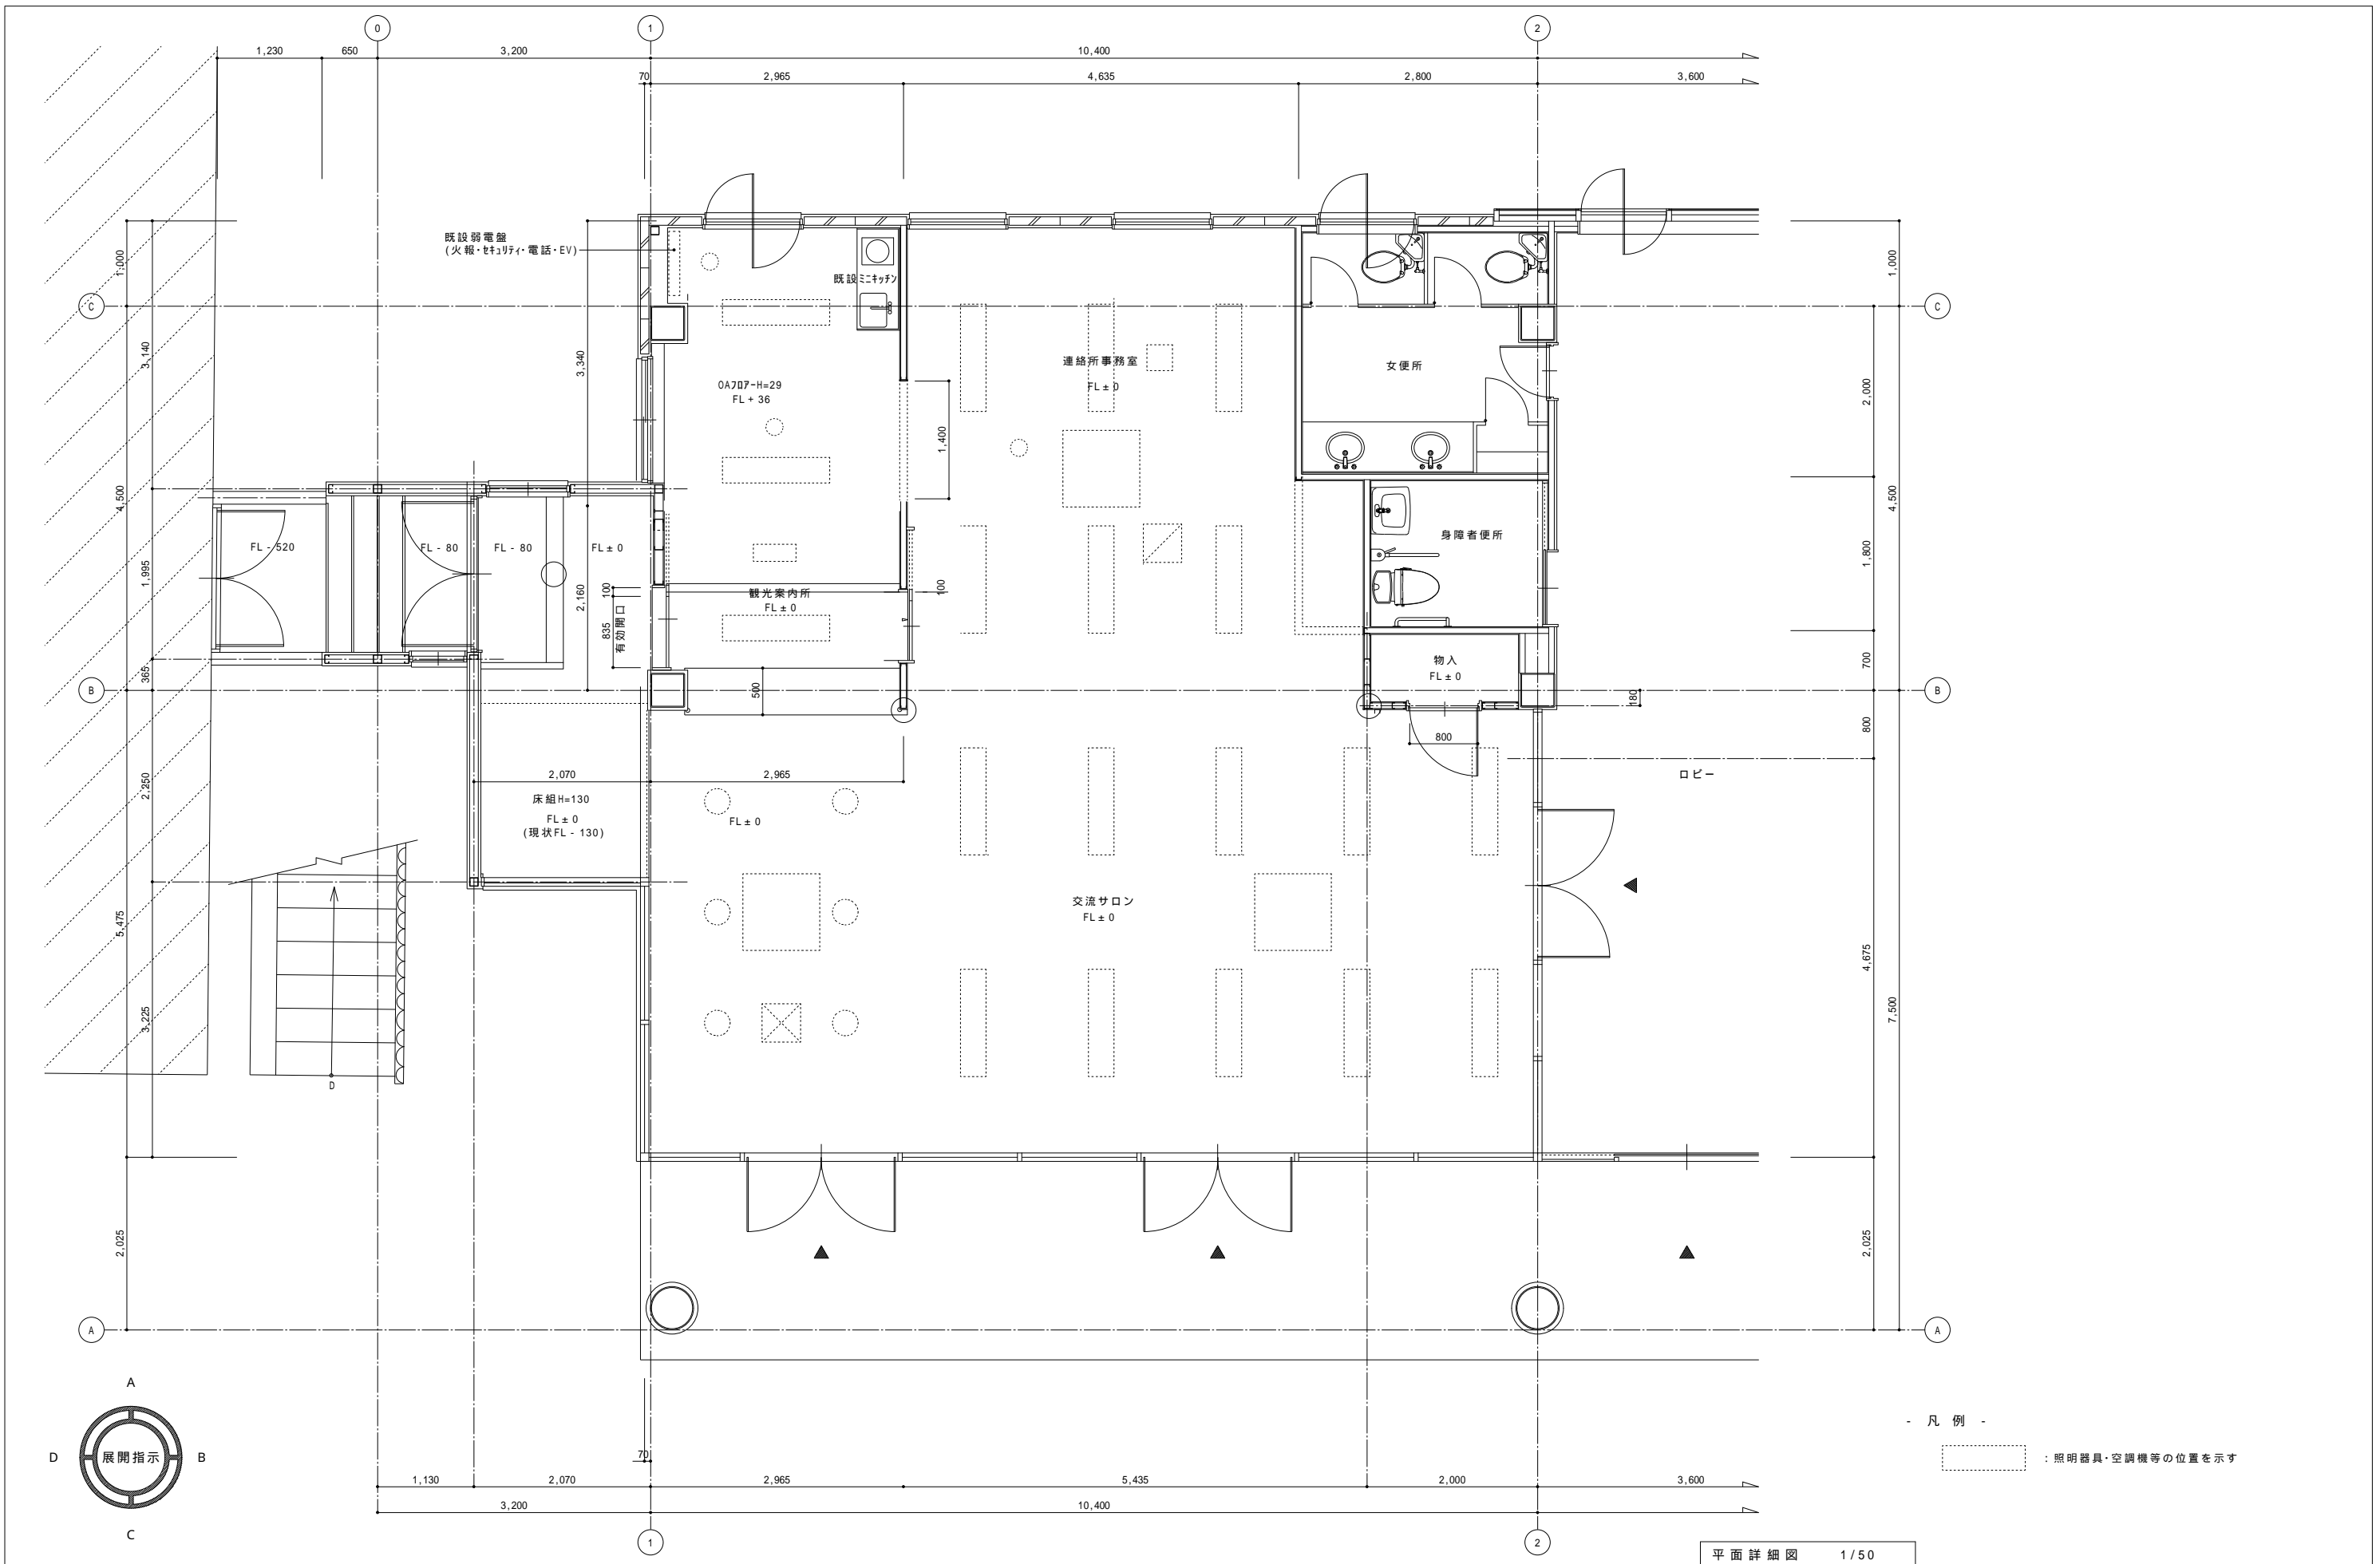 0
1
2
1,230
650
3,200
10,400
70
2,965
4,635
2,800
3,600
既設弱電盤
(火報・ｾｷｭﾘﾃｨ・電話・EV)
既設ミニキッチン
1,000
1,000
C
C
3,140
3,340
連絡所事務室
FL±0
女便所
OAﾌﾛｱｰH=29
FL+36
2,000
1,400
4,500
4,500
FL-520
FL-80
FL-80
FL±0
身障者便所
1,995
2,160
1,800
100
100
観光案内所
FL±0
835
有効開口
365
物入
FL±0
700
500
180
B
B
800
800
2,070
2,965
ロビー
2,250
床組H=130
FL±0
(現状FL-130)
FL±0
5,475
交流サロン
FL±0
4,675
3,225
7,500
D
2,025
2,025
A
A
A
D
展開指示
B
C
- 凡 例 -
:照明器具・空調機等の位置を示す
70
1,130
2,070
2,965
5,435
2,000
3,600
3,200
10,400
1
2
平面詳細図 1/50